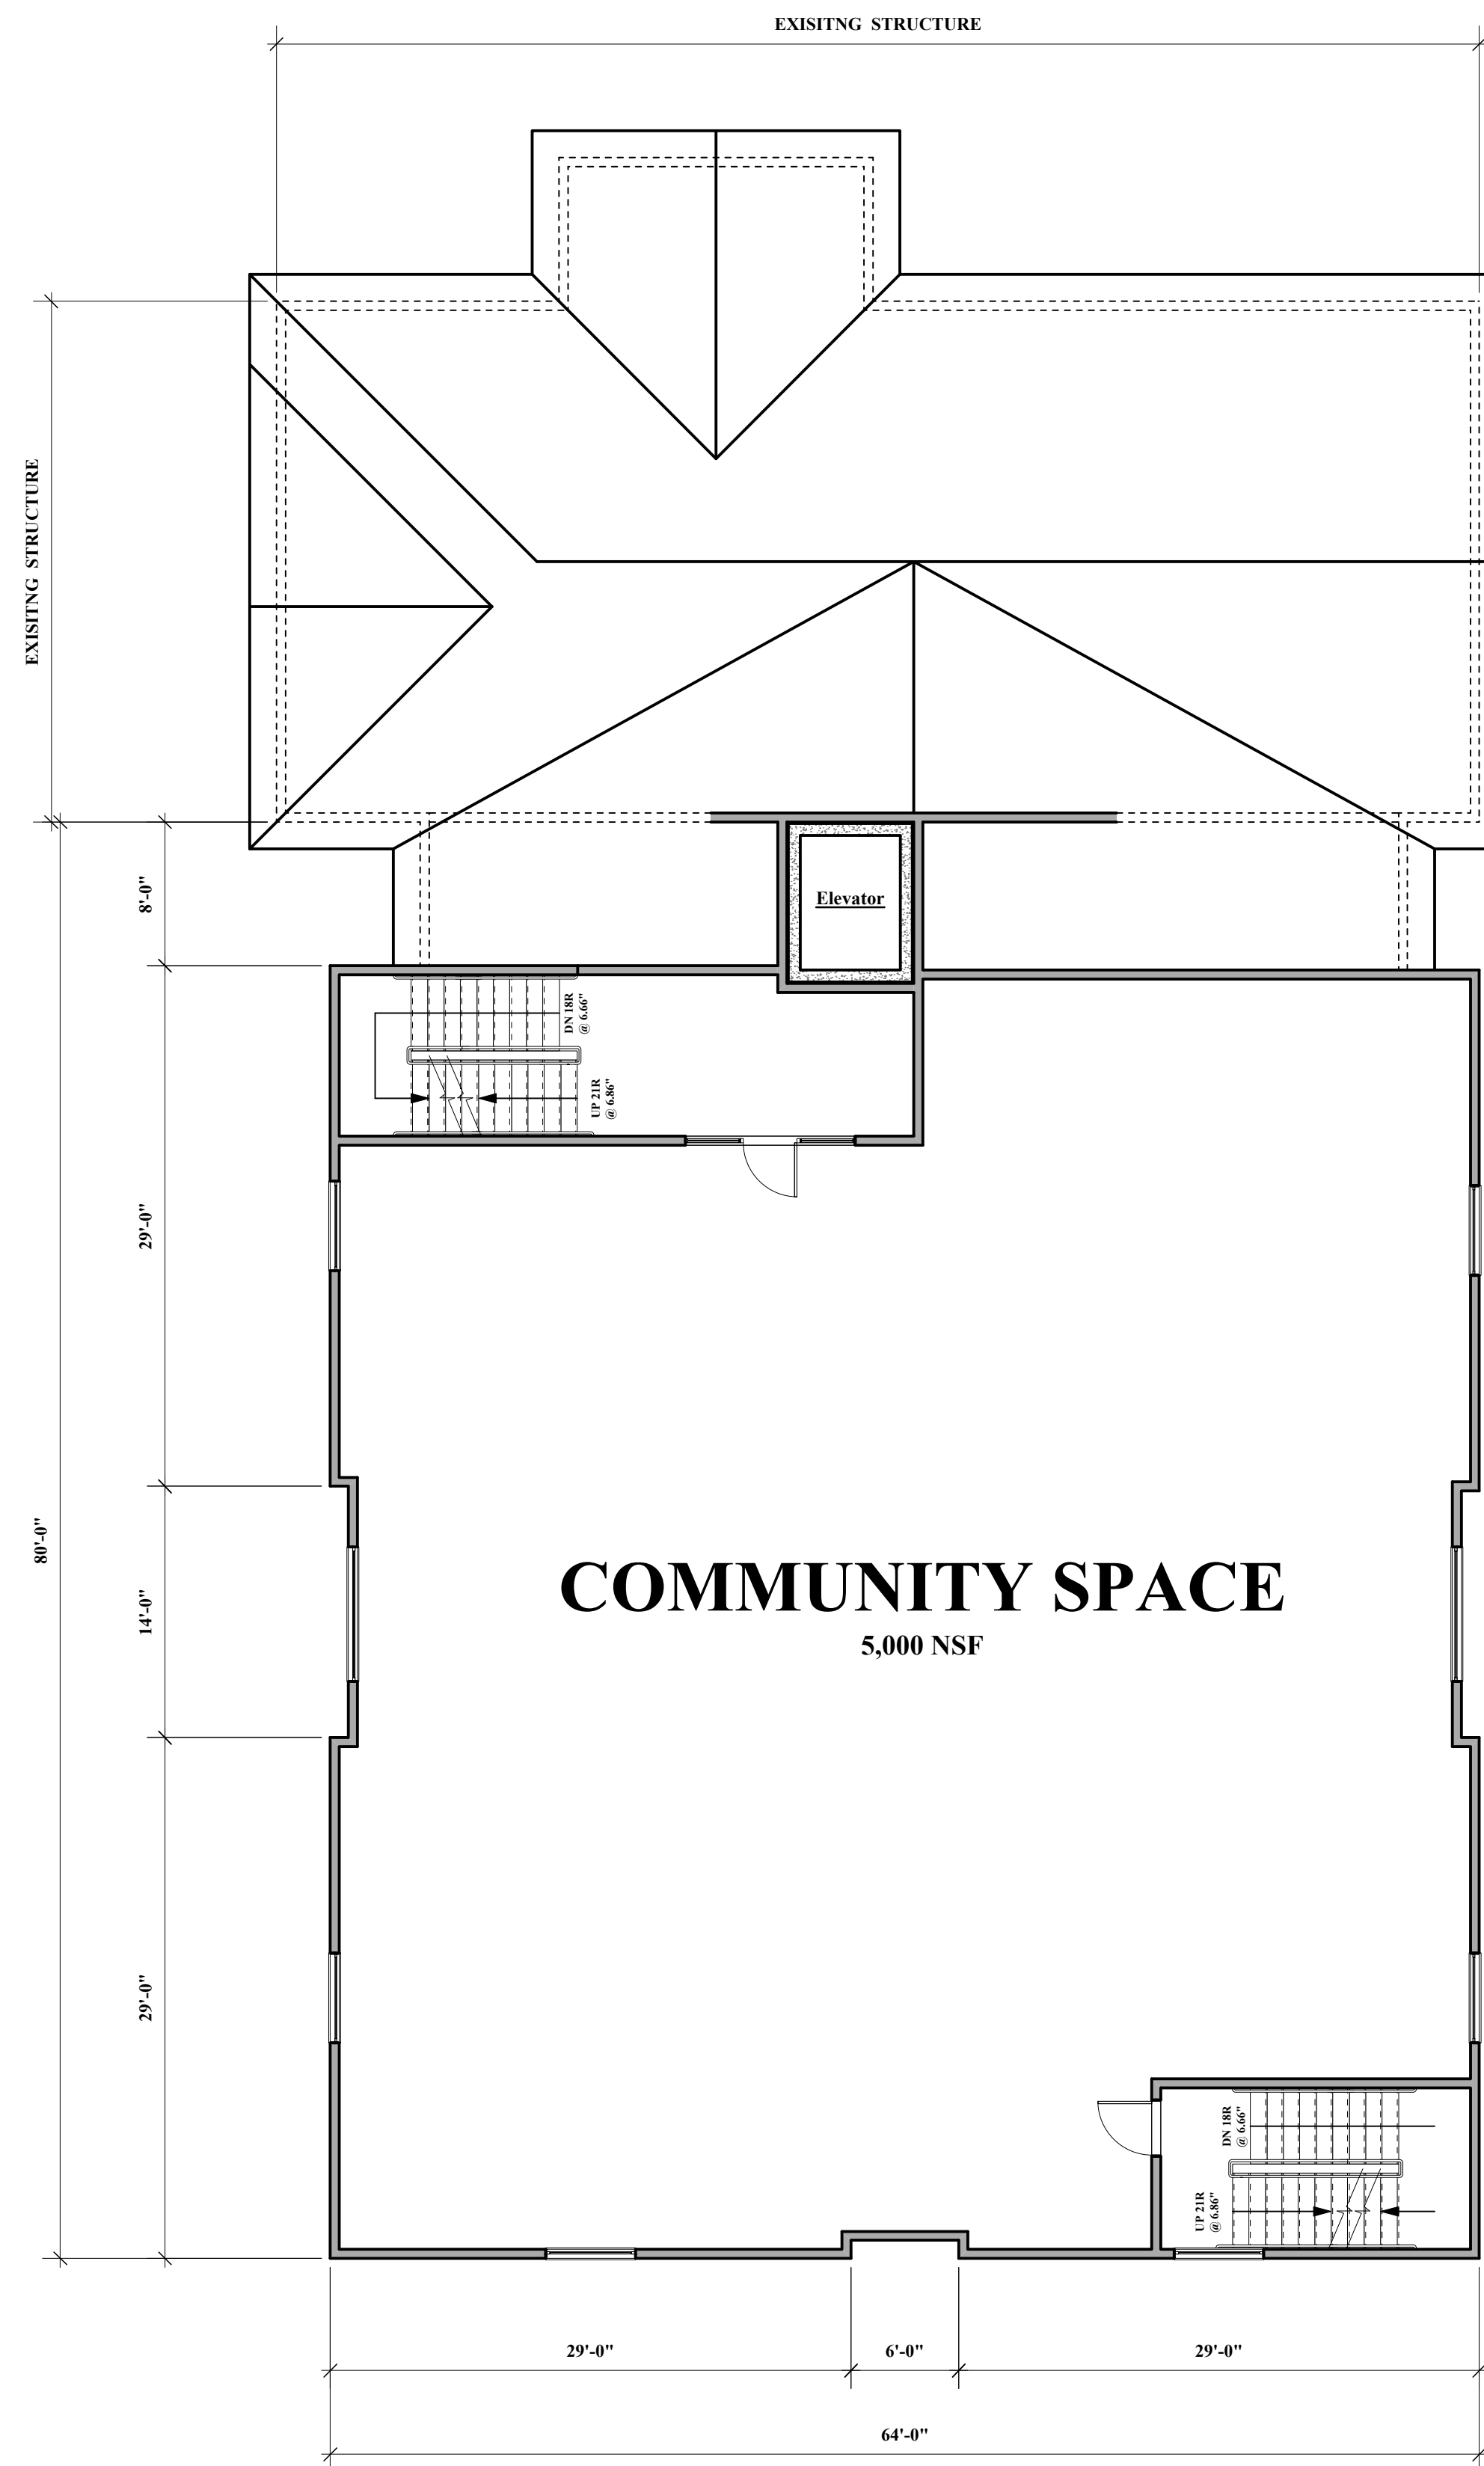 EXISITNG STRUCTURE
EXISITNG STRUCTURE
8'-0"
Elevator
DN 18R
@ 6.66"
UP 21R
@ 6.86"
29'-0"
80'-0"
14'-0"
COMMUNITY SPACE
5,000 NSF
29'-0"
DN 18R
@ 6.66"
UP 21R
@ 6.86"
29'-0"
6'-0"
29'-0"
64'-0"